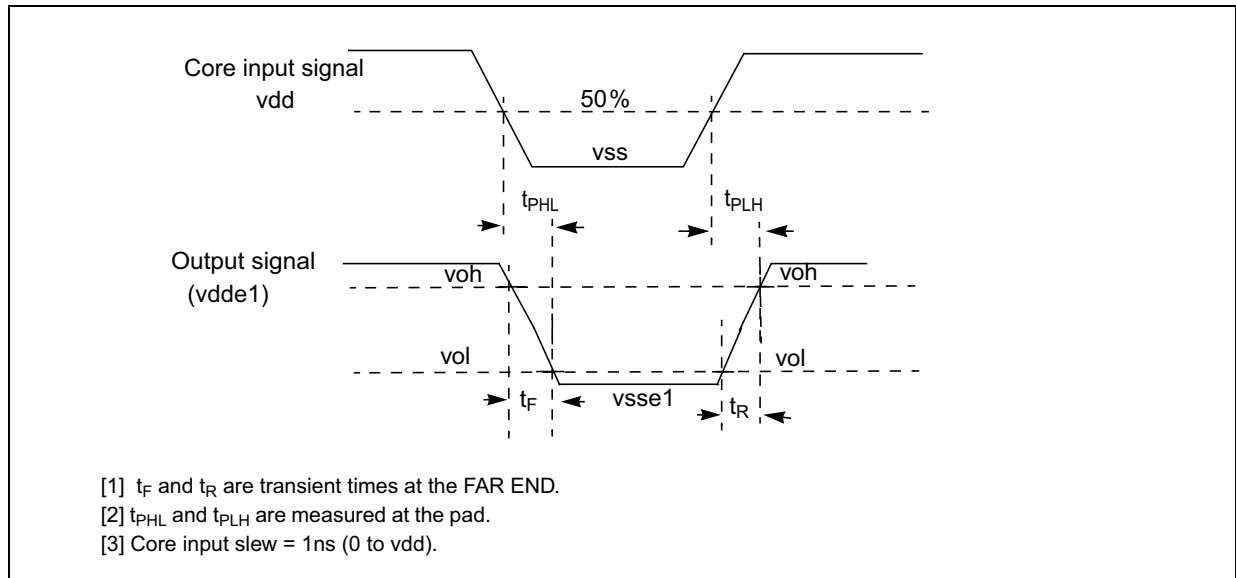 Core input signal
vdd
50%
vss
tPHL
tPLH
Output signal
(vdde1)
voh
voh
vol
vol
tF
vsse1
tR
[1] tF and tR are transient times at the FAR END.
[2] tPHL and tPLH are measured at the pad.
[3] Core input slew = 1ns (0 to vdd).